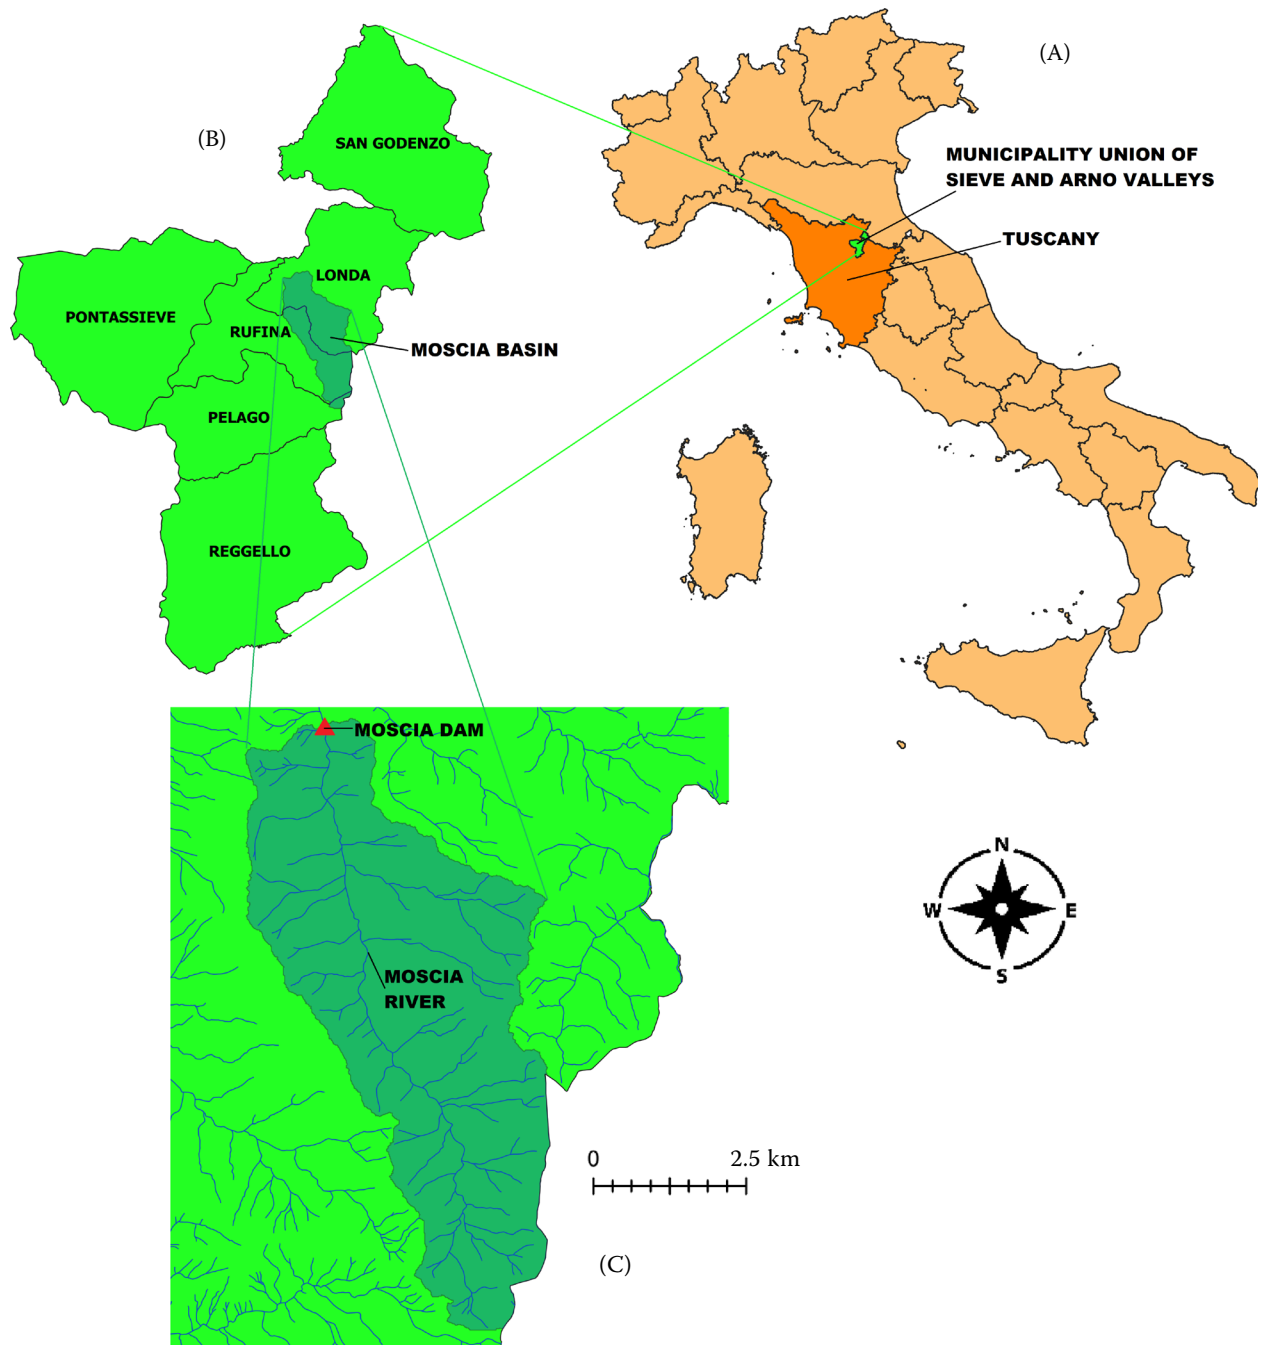 (A)
(B)
SAN GODENZO
MUNICIPALITY UNION OF
SIEVE AND ARNO VALLEYS
TUSCANY
LONDA
PONTASSIEVE
RUFINA
MOSCIA BASIN
PELAGO
REGGELLO
MOSCIA DAM
N
W
E
S
MOSCIA
RIVER
0
2.5 km
(C)